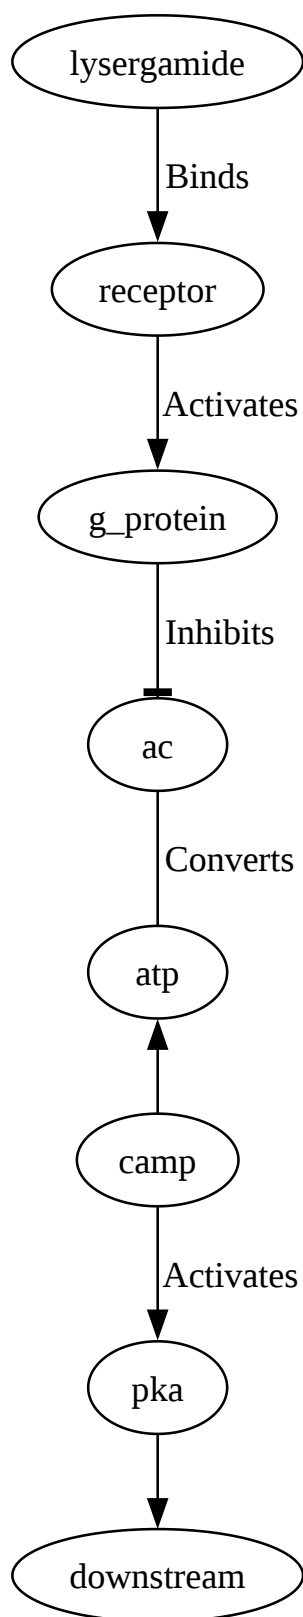 lysergamide
Binds
receptor
Activates
g_protein
Inhibits
ac
Converts
atp
camp
Activates
pka
downstream